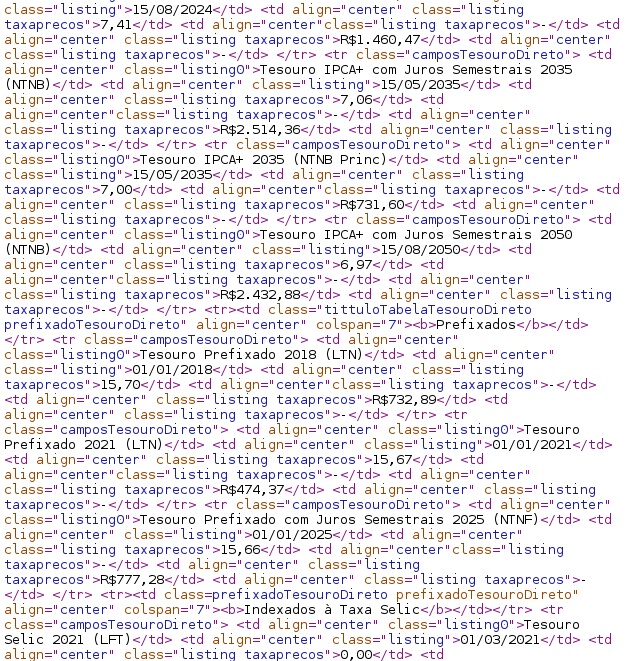 class="listing">15/08/2024</td> <td align="center" class="listing
taxaprecos">7,41</td> <td align="center"class="listing taxaprecos">--</td> <td
align="center" class="listing taxaprecos">R$1.460,47</td> <td align="center"
class="listing taxaprecos">--</td> </tr> <tr class="camposTesouroDireto"> <td
align="center" class="listing0">Tesouro IPCA+ com Juros Semestrais 2035
(NTNB)</td> <td align="center" class="listing">15/05/2035</td> <td
align="center" class="listing taxaprecos">7,06</td> <td
align="center"class="listing taxaprecos">--</td> <td align="center"
class="listing taxaprecos">R$2.514,36</td> <td align="center" class="listing
taxaprecos">--</td> </tr> <tr class="camposTesouroDireto"> <td align="center"
class="listing0">Tesouro IPCA+ 2035 (NTNB Princ)</td> <td align="center"
class="listing">15/05/2035</td> <td align="center" class="listing
taxaprecos">7,00</td> <td align="center"class="listing taxaprecos">--</td> <td
align="center" class="listing taxaprecos">R$731,60</td> <td align="center"
class="listing taxaprecos">--</td> </tr> <tr class="camposTesouroDireto"> <td
align="center" class="listing0">Tesouro IPCA+ com Juros Semestrais 2050
(NTNB)</td> <td align="center" class="listing">15/08/2050</td> <td
align="center" class="listing taxaprecos">6,97</td> <td
align="center"class="listing taxaprecos">--</td> <td align="center"
class="listing taxaprecos">R$2.432,88</td> <td align="center" class="listing
taxaprecos">--</td> </tr> <tr><td class="tittuloTabelaTesouroDireto
prefixadoTesouroDireto" align="center" colspan="7"><b>Prefixados</b></td>
</tr> <tr class="camposTesouroDireto"> <td align="center"
class="listing0">Tesouro Prefixado 2018 (LTN)</td> <td align="center"
class="listing">01/01/2018</td> <td align="center" class="listing
taxaprecos">15,70</td> <td align="center"class="listing taxaprecos">--</td>
<td align="center" class="listing taxaprecos">R$732,89</td> <td
align="center" class="listing taxaprecos">--</td> </tr> <tr
class="camposTesouroDireto"> <td align="center" class="listing0">Tesouro
Prefixado 2021 (LTN)</td> <td align="center" class="listing">01/01/2021</td>
<td align="center" class="listing taxaprecos">15,67</td> <td
align="center"class="listing taxaprecos">--</td> <td align="center"
class="listing taxaprecos">R$474,37</td> <td align="center" class="listing
taxaprecos">--</td> </tr> <tr class="camposTesouroDireto"> <td align="center"
class="listing0">Tesouro Prefixado com Juros Semestrais 2025 (NTNF)</td> <td
align="center" class="listing">01/01/2025</td> <td align="center"
class="listing taxaprecos">15,66</td> <td align="center"class="listing
taxaprecos">--</td> <td align="center" class="listing
taxaprecos">R$777,28</td> <td align="center" class="listing taxaprecos">-
-</td> </tr> <tr><td class=prefixadoTesouroDireto prefixadoTesouroDireto"
align="center" colspan="7"><b>Indexados à Taxa Selic</b></td></tr> <tr
class="camposTesouroDireto"> <td align="center" class="listing0">Tesouro
Selic 2021 (LFT)</td> <td align="center" class="listing">01/03/2021</td> <td
align="center" class="listing taxaprecos">0,00</td> <td